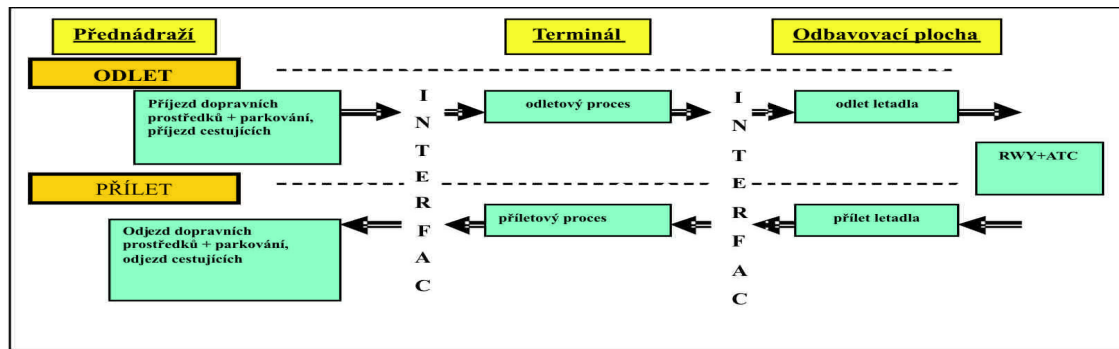 Přednádraží
Terminál
Odbavovací plocha
ODLET
Příjezd dopravních
prostředků + parkování,
příjezd cestujících
I
N
T
E
R
F
A
C
odletový proces
I
N
T
E
R
F
A
C
odlet letadla
RWY+ATC
PŘÍLET
Odjezd dopravních
prostředků + parkování,
odjezd cestujících
příletový proces
přílet letadla